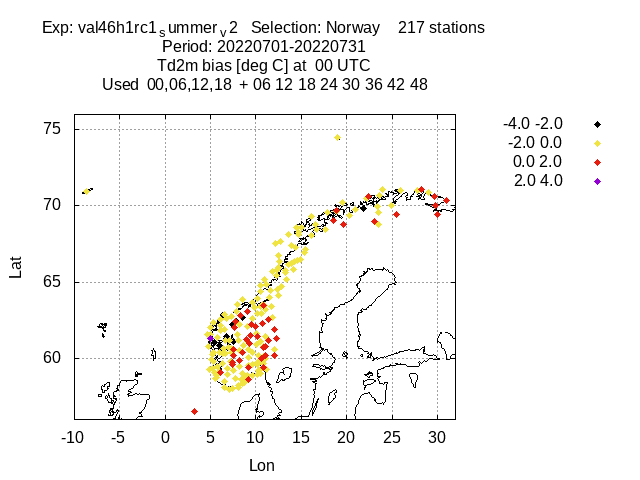 Exp: val46h1rc1summerv2   Selection: Norway    217 stations
Period: 20220701-20220731
Td2m bias [deg C] at  00 UTC
Used  00,06,12,18  + 06 12 18 24 30 36 42 48
-4.0 -2.0
-2.0 0.0
0.0 2.0
2.0 4.0
75
70
65
60
Lat
-10 -5 0 5 10 15 20 25 30
Lon